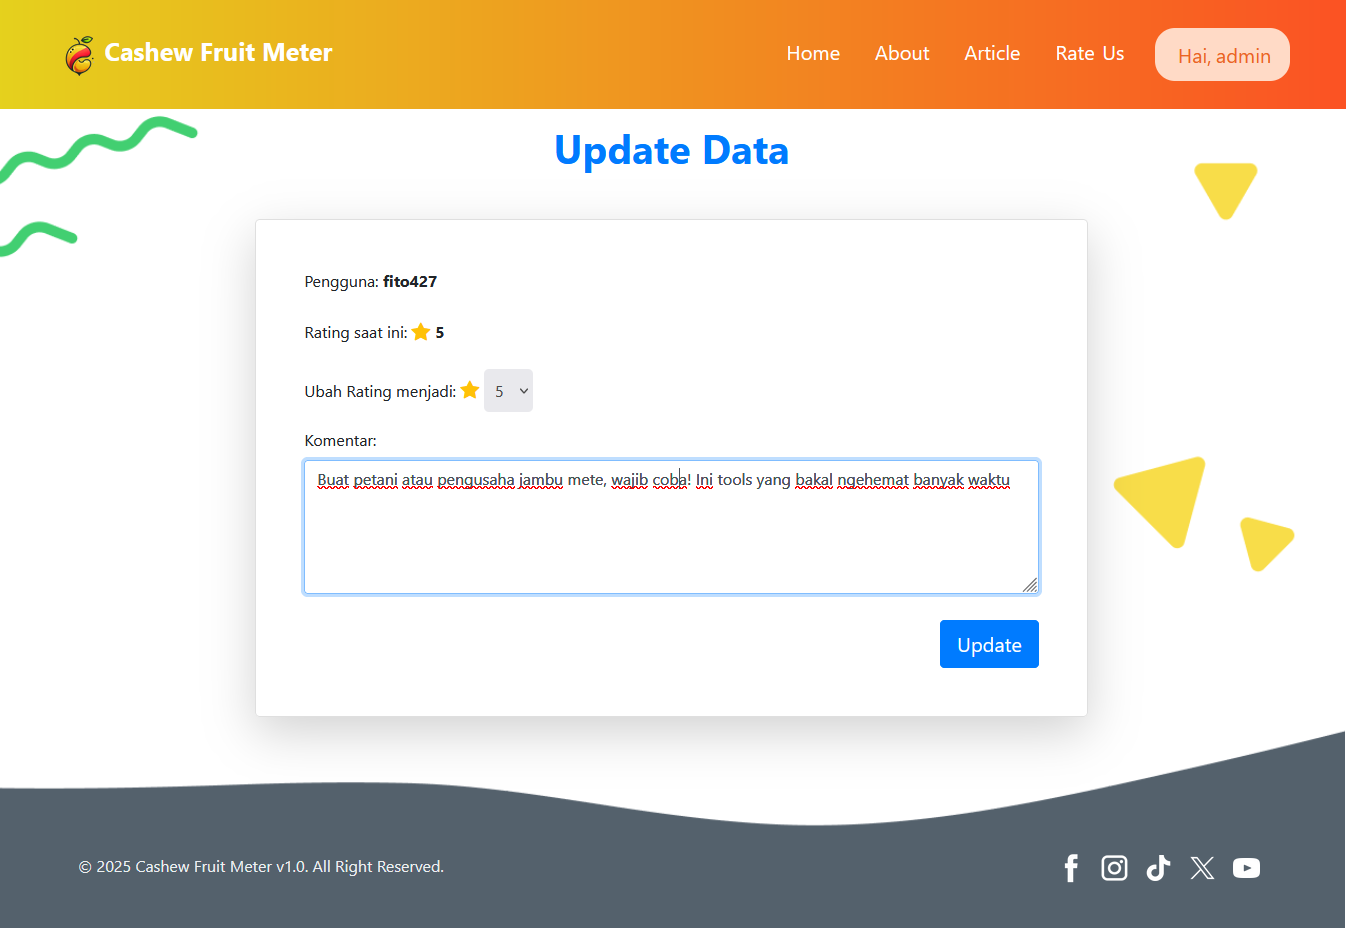 Cashew Fruit Meter
Home About Article Rate Us Hai, admin
Update Data
Pengguna: fito427
Rating saat ini: 5
Ubah Rating menjadi: 5
Komentar:
Buat petani atau pengusaha jambu mete, wajib coba! Ini tools yang bakal ngehemat banyak waktu
Update
© 2025 Cashew Fruit Meter v1.0. All Right Reserved.